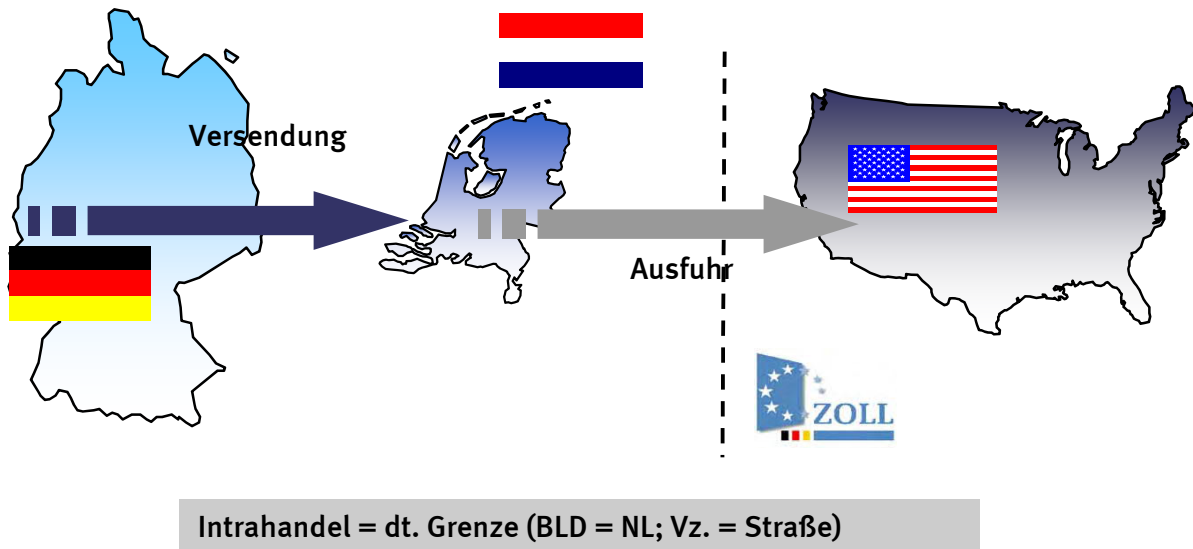 Versendung
Ausfuhr
ZOLL
Intrahandel = dt. Grenze (BLD = NL; Vz. = Straße)